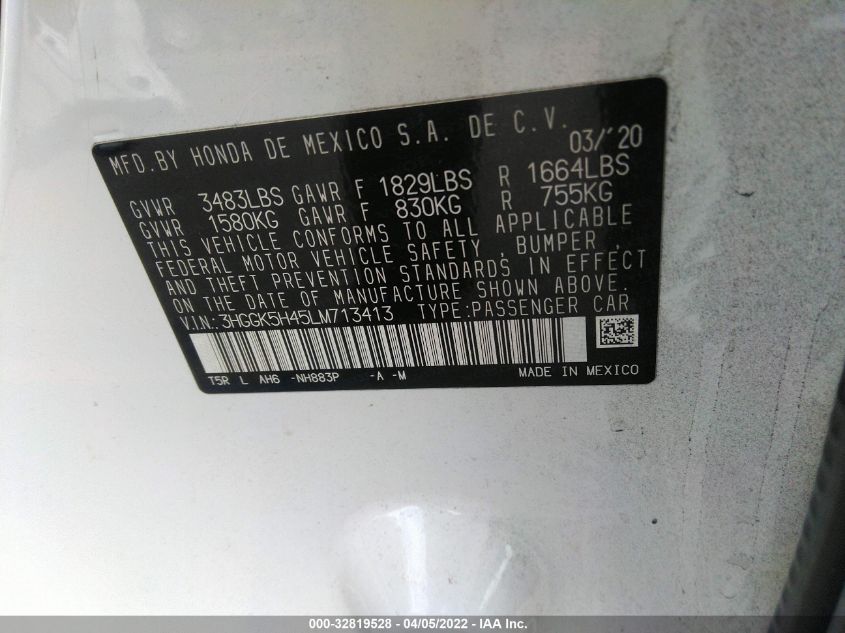 MFD.BY HONDA DE MEXICO S.A. DE C.V. 03/'20
GVWR 3483LBS GAWR F 1829LBS R 1664LBS
GVWR 1580KG GAWR F 830KG R 755KG
THIS VEHICLE CONFORMS TO ALL APPLICABLE
FEDERAL MOTOR VEHICLE SAFETY, BUMPER,
AND THEFT PREVENTION STANDARDS IN EFFECT
ON THE DATE OF MANUFACTURE SHOWN ABOVE.
V.I.N.: 3HGGK5H45LM713413 TYPE:PASSENGER CAR
T5R L AH6 -NH883P -A -M MADE IN MEXICO
000-32819528 - 04/05/2022 - IAA Inc.